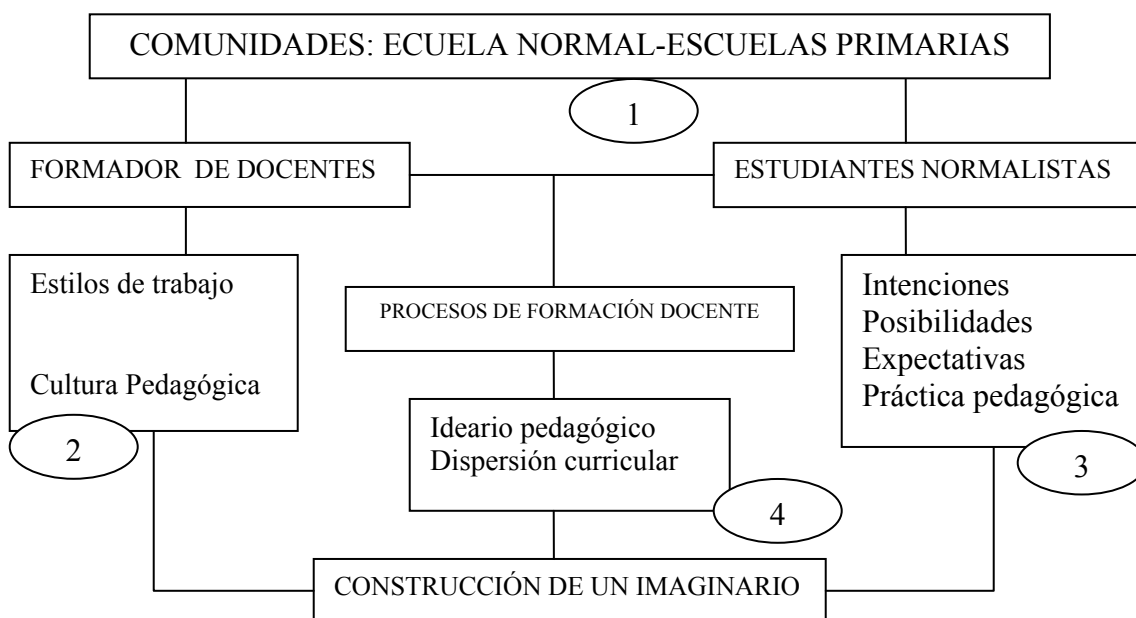 COMUNIDADES: ECUELA NORMAL-ESCUELAS PRIMARIAS
1
FORMADOR DE DOCENTES
ESTUDIANTES NORMALISTAS
Estilos de trabajo
Cultura Pedagógica
2
PROCESOS DE FORMACIÓN DOCENTE
Intenciones
Posibilidades
Expectativas
Práctica pedagógica
3
Ideario pedagógico
Dispersión curricular
4
CONSTRUCCIÓN DE UN IMAGINARIO